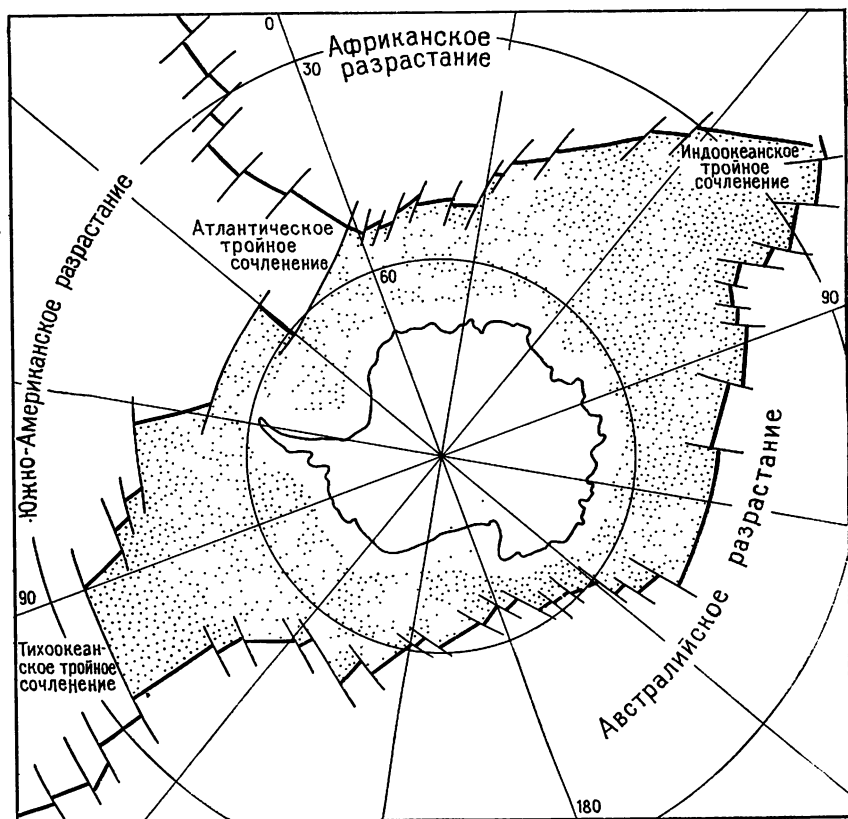 0
Африканское
разрастание
30
Индоокеанское
тройное
сочленение
Южно-Американское разрастание
Атлантическое
тройное
сочленение
60
90
Австралийское разрастание
90
Тихоокеан-
ское тройное
сочленение
180